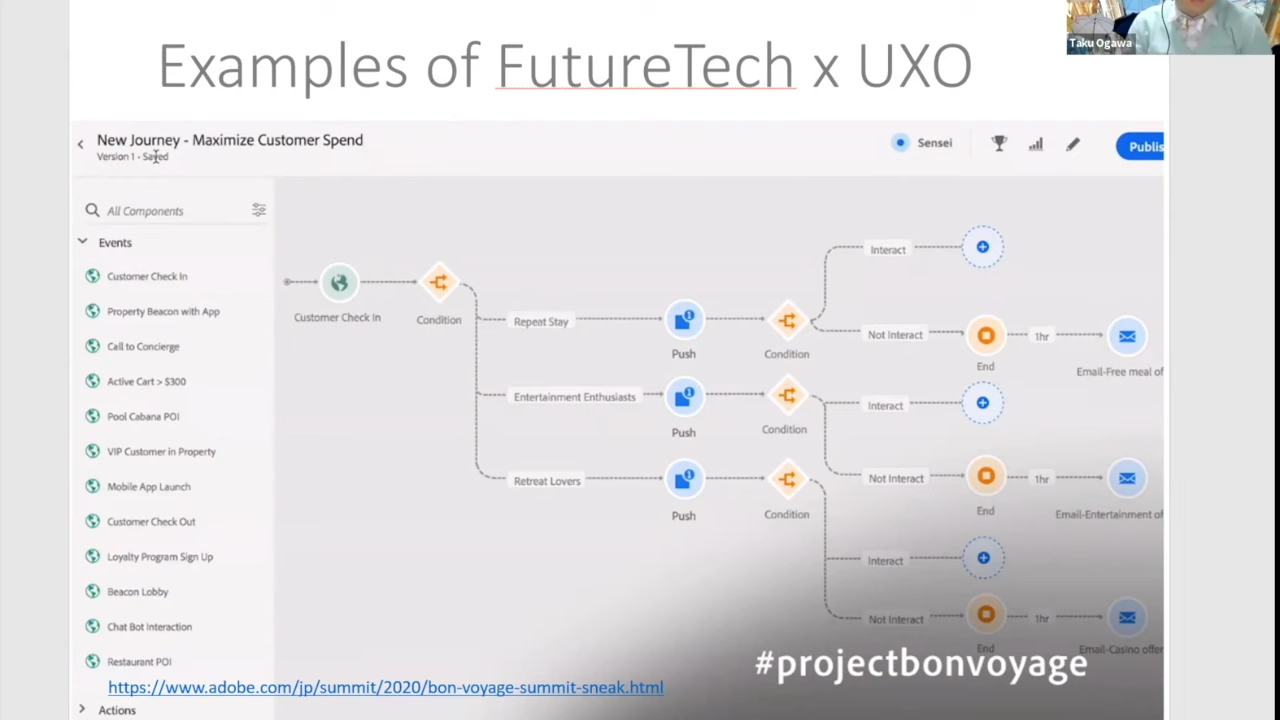 Examples of FutureTech x UXO
Taku Ogawa
New Journey - Maximize Customer Spend
Version 1 - Saved
Sensei
Publis
All Components
Events
Customer Check In
Property Beacon with App
Call to Concierge
Active Cart > $300
Pool Cabana POI
VIP Customer in Property
Mobile App Launch
Customer Check Out
Loyalty Program Sign Up
Beacon Lobby
Chat Bot Interaction
Restaurant POI
Actions
Customer Check In
Condition
Repeat Stay
Push
Condition
Interact
Not Interact
End
1hr
Email-Free meal of
Entertainment Enthusiasts
Push
Condition
Interact
Not Interact
End
1hr
Email-Entertainment of
Retreat Lovers
Push
Condition
Interact
Not Interact
End
1hr
Email-Casino offer
#projectbonvoyage
https://www.adobe.com/jp/summit/2020/bon-voyage-summit-sneak.html